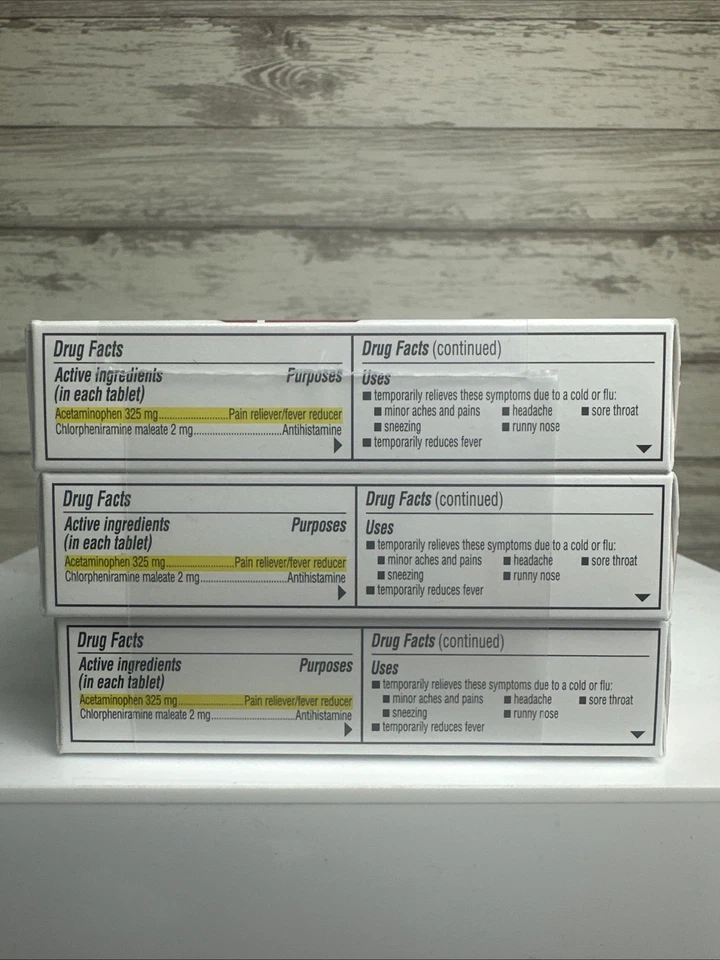 Drug Facts
Active ingredients Purposes
(in each tablet)
Acetaminophen 325 mg..............................Pain reliever/fever reducer
Chlorpheniramine maleate 2 mg..............................Antihistamine
Drug Facts (continued)
Uses
■ temporarily relieves these symptoms due to a cold or flu:
■ minor aches and pains ■ headache ■ sore throat
■ sneezing ■ runny nose
■ temporarily reduces fever
Drug Facts
Active ingredients Purposes
(in each tablet)
Acetaminophen 325 mg..............................Pain reliever/fever reducer
Chlorpheniramine maleate 2 mg..............................Antihistamine
Drug Facts (continued)
Uses
■ temporarily relieves these symptoms due to a cold or flu:
■ minor aches and pains ■ headache ■ sore throat
■ sneezing ■ runny nose
■ temporarily reduces fever
Drug Facts
Active ingredients Purposes
(in each tablet)
Acetaminophen 325 mg..............................Pain reliever/fever reducer
Chlorpheniramine maleate 2 mg..............................Antihistamine
Drug Facts (continued)
Uses
■ temporarily relieves these symptoms due to a cold or flu:
■ minor aches and pains ■ headache ■ sore throat
■ sneezing ■ runny nose
■ temporarily reduces fever